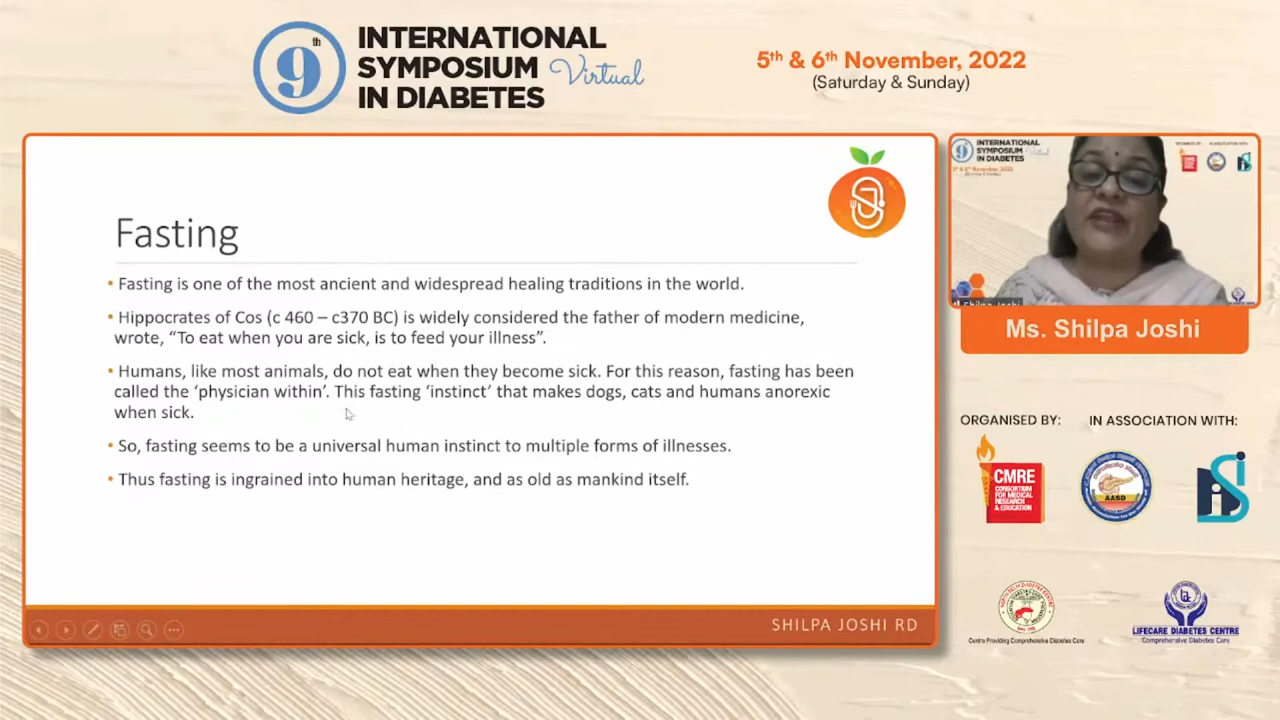 9th
INTERNATIONAL
SYMPOSIUM Virtual
IN DIABETES
5th & 6th November, 2022
(Saturday & Sunday)
Fasting
• Fasting is one of the most ancient and widespread healing traditions in the world.
• Hippocrates of Cos (c 460 – c370 BC) is widely considered the father of modern medicine,
wrote, “To eat when you are sick, is to feed your illness”.
• Humans, like most animals, do not eat when they become sick. For this reason, fasting has been
called the ‘physician within’. This fasting ‘instinct’ that makes dogs, cats and humans anorexic
when sick.
• So, fasting seems to be a universal human instinct to multiple forms of illnesses.
• Thus fasting is ingrained into human heritage, and as old as mankind itself.
SHILPA JOSHI RD
9
INTERNATIONAL
SYMPOSIUM
IN DIABETES
Shilpa Joshi
Ms. Shilpa Joshi
ORGANISED BY:
IN ASSOCIATION WITH:
CMRE
CONSORTIUM
FOR MEDICAL
RESEARCH
& EDUCATION
AASD
Centre Providing Comprehensive Diabetes Care
LIFECARE DIABETES CENTRE
Comprehensive Diabetes Care